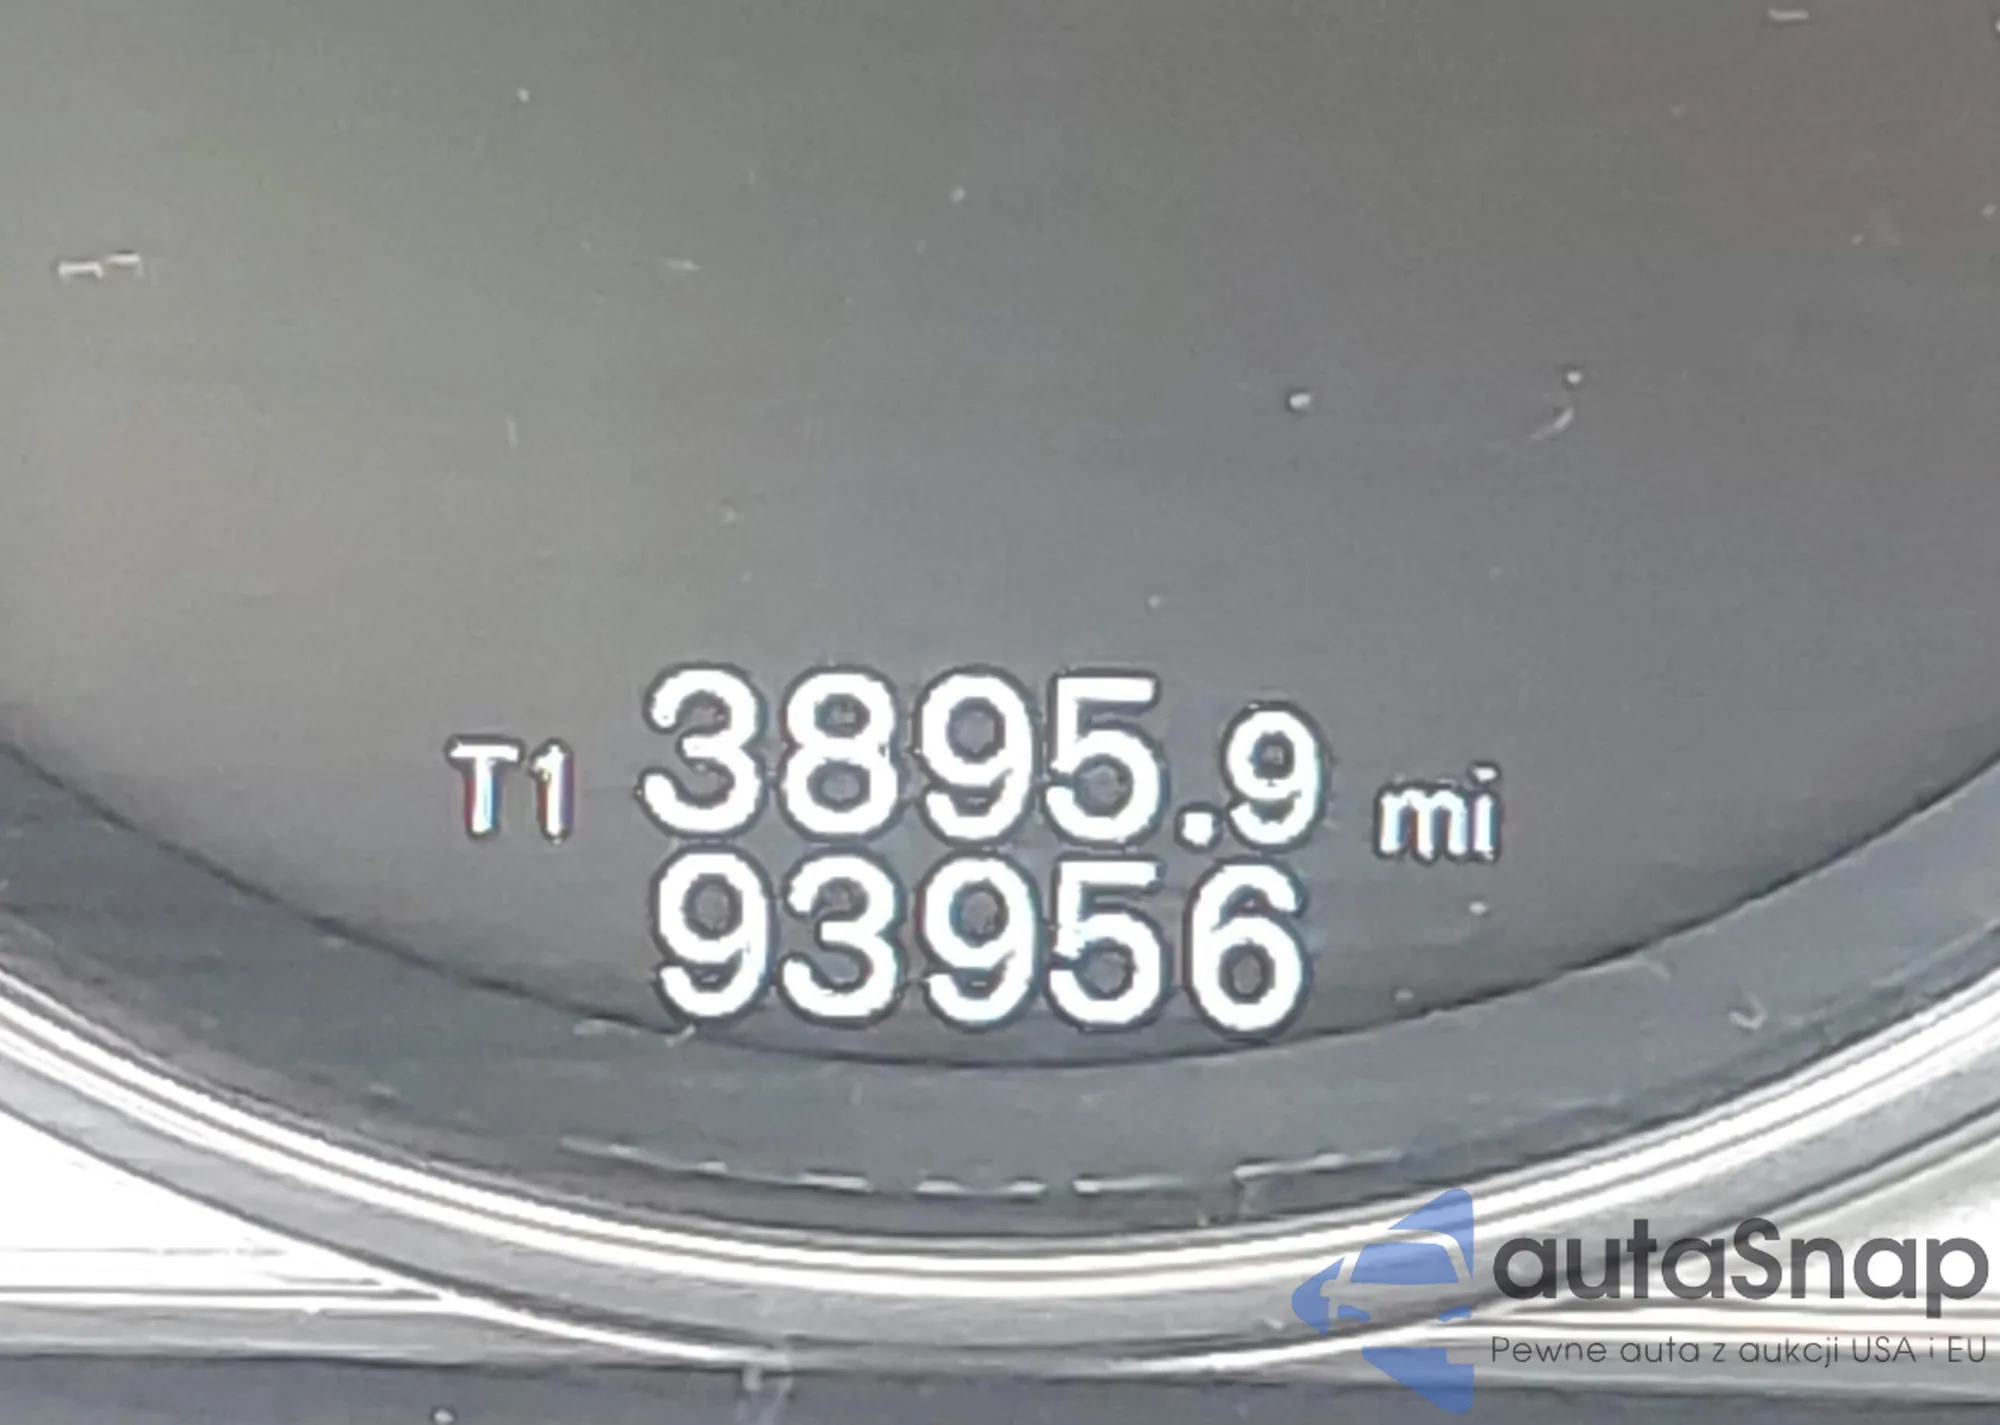 T1 3895.9 mi
93956
autaSnap
Pewne auta z aukcji USA i EU